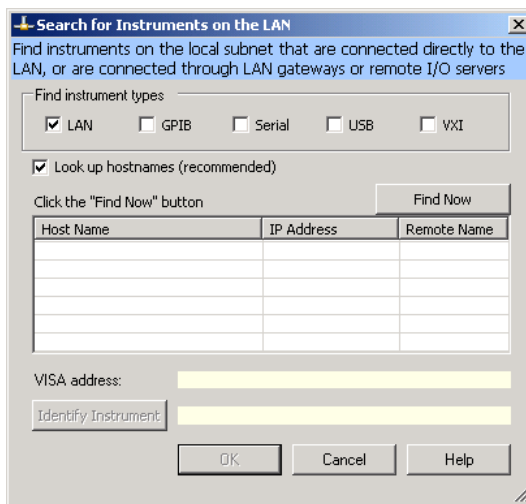 Search for Instruments on the LAN
Find instruments on the local subnet that are connected directly to the
LAN, or are connected through LAN gateways or remote I/O servers
Find instrument types
LAN GPIB Serial USB VXI
Look up hostnames (recommended)
Click the "Find Now" button Find Now
Host Name IP Address Remote Name
VISA address:
Identify Instrument
OK Cancel Help